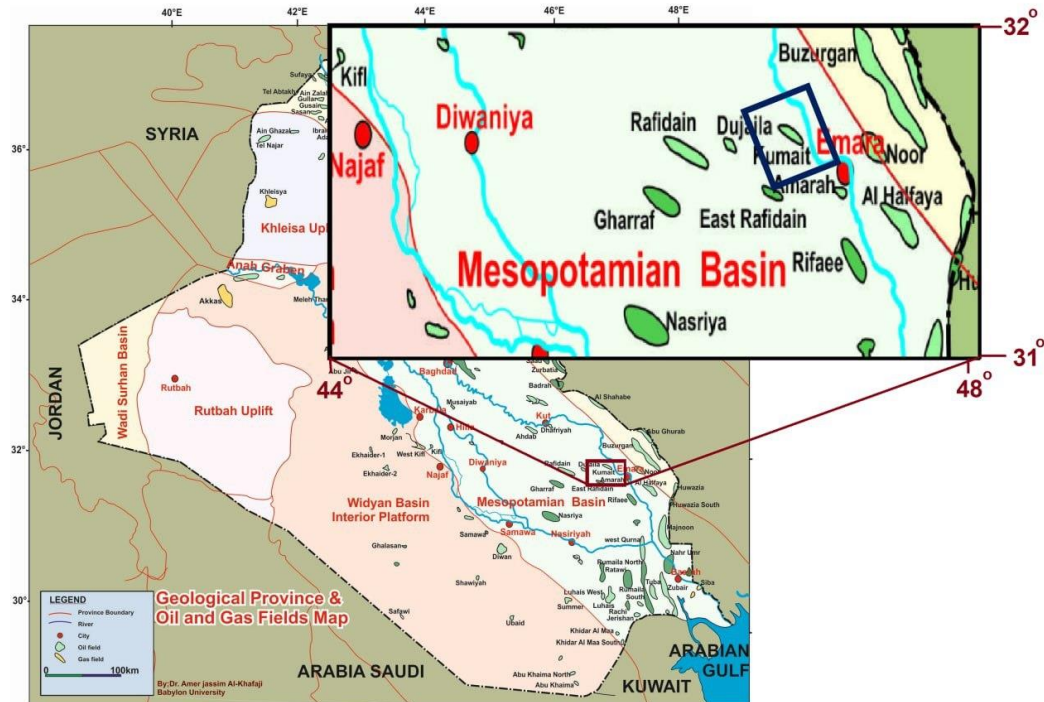 40°E
42°E
44°E
46°E
48°E
32°
Sufaya
Ain Zalah
Tel Abtakh
Gullar
Gusair
Sasan
SYRIA
Ain Ghazak
Tel Najar
36°
Khleisya
Khleisa Upl
Anah Graben
Akkas
34°
Wadi Surhan Basin
JORDAN
Rutbah
Rutbah Uplift
32°
30°
Kifl
Diwaniya
Najaf
Rafidain
Dujaila
Buzurgan
Kumait
Emara
Noor
Amarah
Al Halfaya
Gharraf
East Rafidain
Mesopotamian Basin
Rifaee
Nasriya
31°
44°
48°
Baghdad
Zurbatia
Badrah
Al Shahabe
Musaiyab
Karbala
Kut
Hilla
Ahdab
Dhafriyah
Abu Ghurab
Buzurgan
Morjan
West Kifl
Kifl
Ekhaider-1
Ekhaider-2
Najaf
Diwaniya
Rafidain
Dujaila
Kumait
Emara
Noor
Amarah
Al Halfaya
Gharraf
East Rafidain
Rifaee
Huwazia
Huwazia South
Widyan Basin
Interior Platform
Mesopotamian Basin
Nasriya
Majnoon
Samawa
Samawa
Nasiriyah
west Qurna
Nahr Umr
Ghalasan
Diwan
Rumaila North
Ratawi
Basrah
Siba
Tuba
Zubair
Shawiyah
Luhais West
Rumaila
South
Summer
Luhais
Rachi
Jerishan
Safawi
Ubaid
Khidar Al Maa
Khidar Al Maa South
Abu Khaima North
Abu Khaima
ARABIA SAUDI
KUWAIT
ARABIAN
GULF
LEGEND
Province Boundary
River
City
Oil field
Gas field
0
100km
Geological Province &
Oil and Gas Fields Map
By;Dr. Amer jassim Al-Khafaji
Babylon University